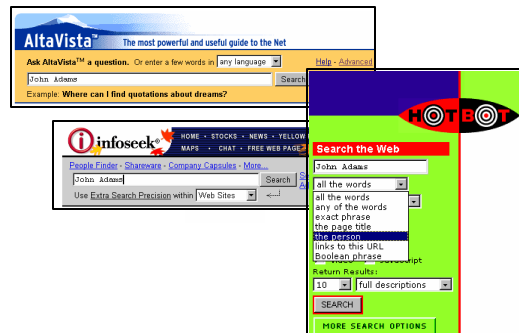 AltaVista™ The most powerful and useful guide to the Net
Ask AltaVista™ a question. Or enter a few words in any language
Help - Advanced
John Adams Search
Example: Where can I find quotations about dreams?
infoseek
HOME • STOCKS • NEWS • YELLOW
MAPS • CHAT • FREE WEB PAGE
People Finder - Shareware - Company Capsules - More...
John Adams Search
Use Extra Search Precision within Web Sites
HOTBOT
Search the Web
John Adams
all the words
all the words
any of the words
exact phrase
the page title
the person
links to this URL
Boolean phrase
Return Results:
10 full descriptions
SEARCH
MORE SEARCH OPTIONS